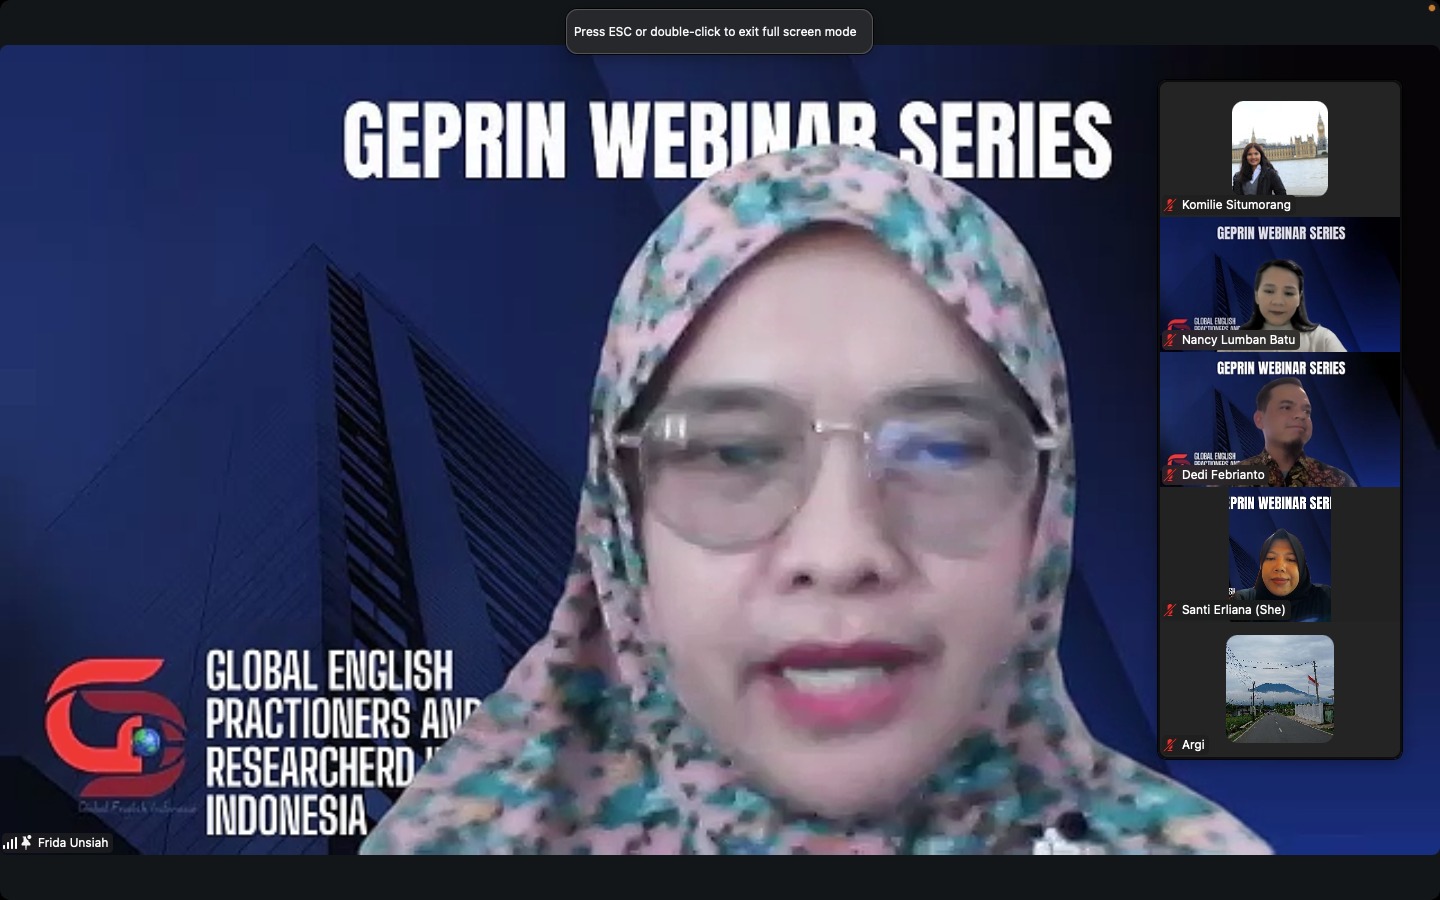 Press ESC or double-click to exit full screen mode
GEPRIN WEBINAR SERIES
GLOBAL ENGLISH
PRACTIONERS AND
RESEARCHERD
INDONESIA
Frida Unsiah
Komilie Situmorang
GEPRIN WEBINAR SERIES
GLOBAL ENGLISH
Nancy Lumban Batu
GEPRIN WEBINAR SERIES
GLOBAL ENGLISH
Dedi Febrianto
EPRIN WEBINAR SERI
Santi Erliana (She)
Argi